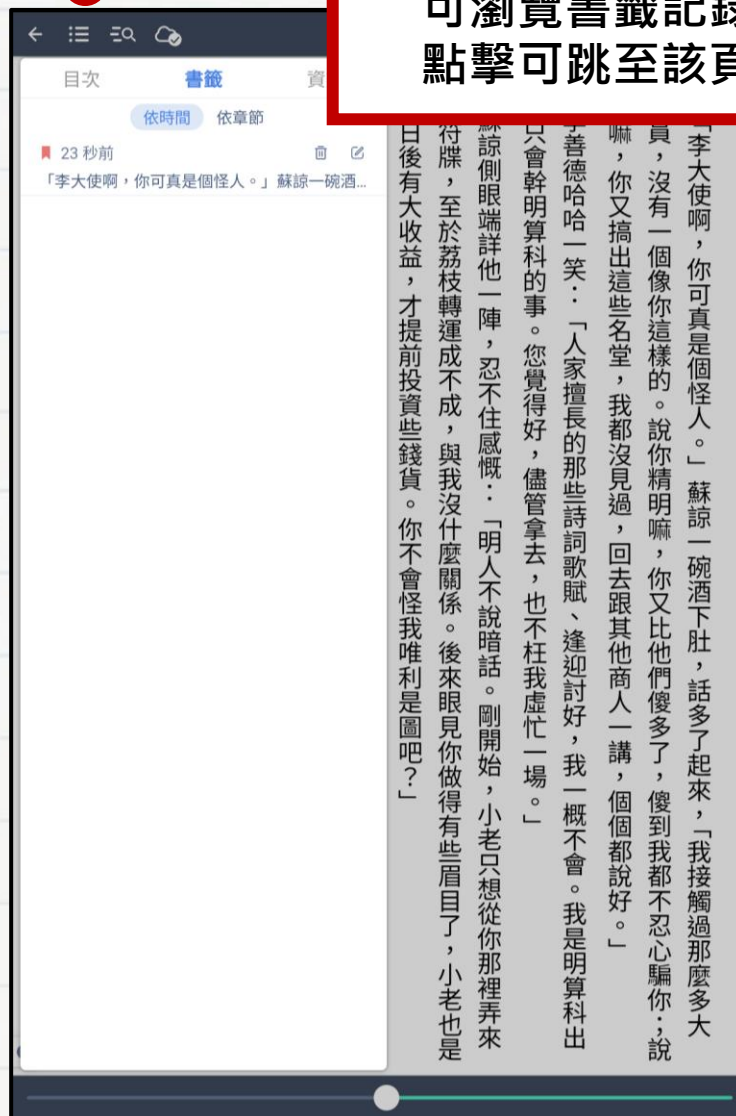 可瀏覽書籤記錄
點擊可跳至該頁
目次 書籤 資
依時間 依章節
23 秒前
「李大使啊，你可真是個怪人。」蘇諒一碗酒...
「李大使啊，你可真是個怪人。」蘇諒一碗酒下肚，話多了起來，「我接觸過那麼多大
員，沒有一個像你這樣的。說你精明嘛，你又比他們傻多了，傻到我都不忍心騙你；說
嘛，你又搞出這些名堂，我都沒見過，回去跟其他商人一講，個個都說好。」
善德哈哈一笑：「人家擅長的那些詩詞歌賦、逢迎討好，我一概不會。我是明算科出
只會幹明算科的事。您覺得好，儘管拿去，也不枉我虛忙一場。」
蘇諒側眼端詳他一陣，忍不住感慨：「明人不說暗話。剛開始，小老只想從你那裡弄來
符牒，至於荔枝轉運成不成，與我沒什麼關係。後來眼見你做得有些眉目了，小老也是
日後有大收益，才提前投資些錢貨。你不會怪我唯利是圖吧？」